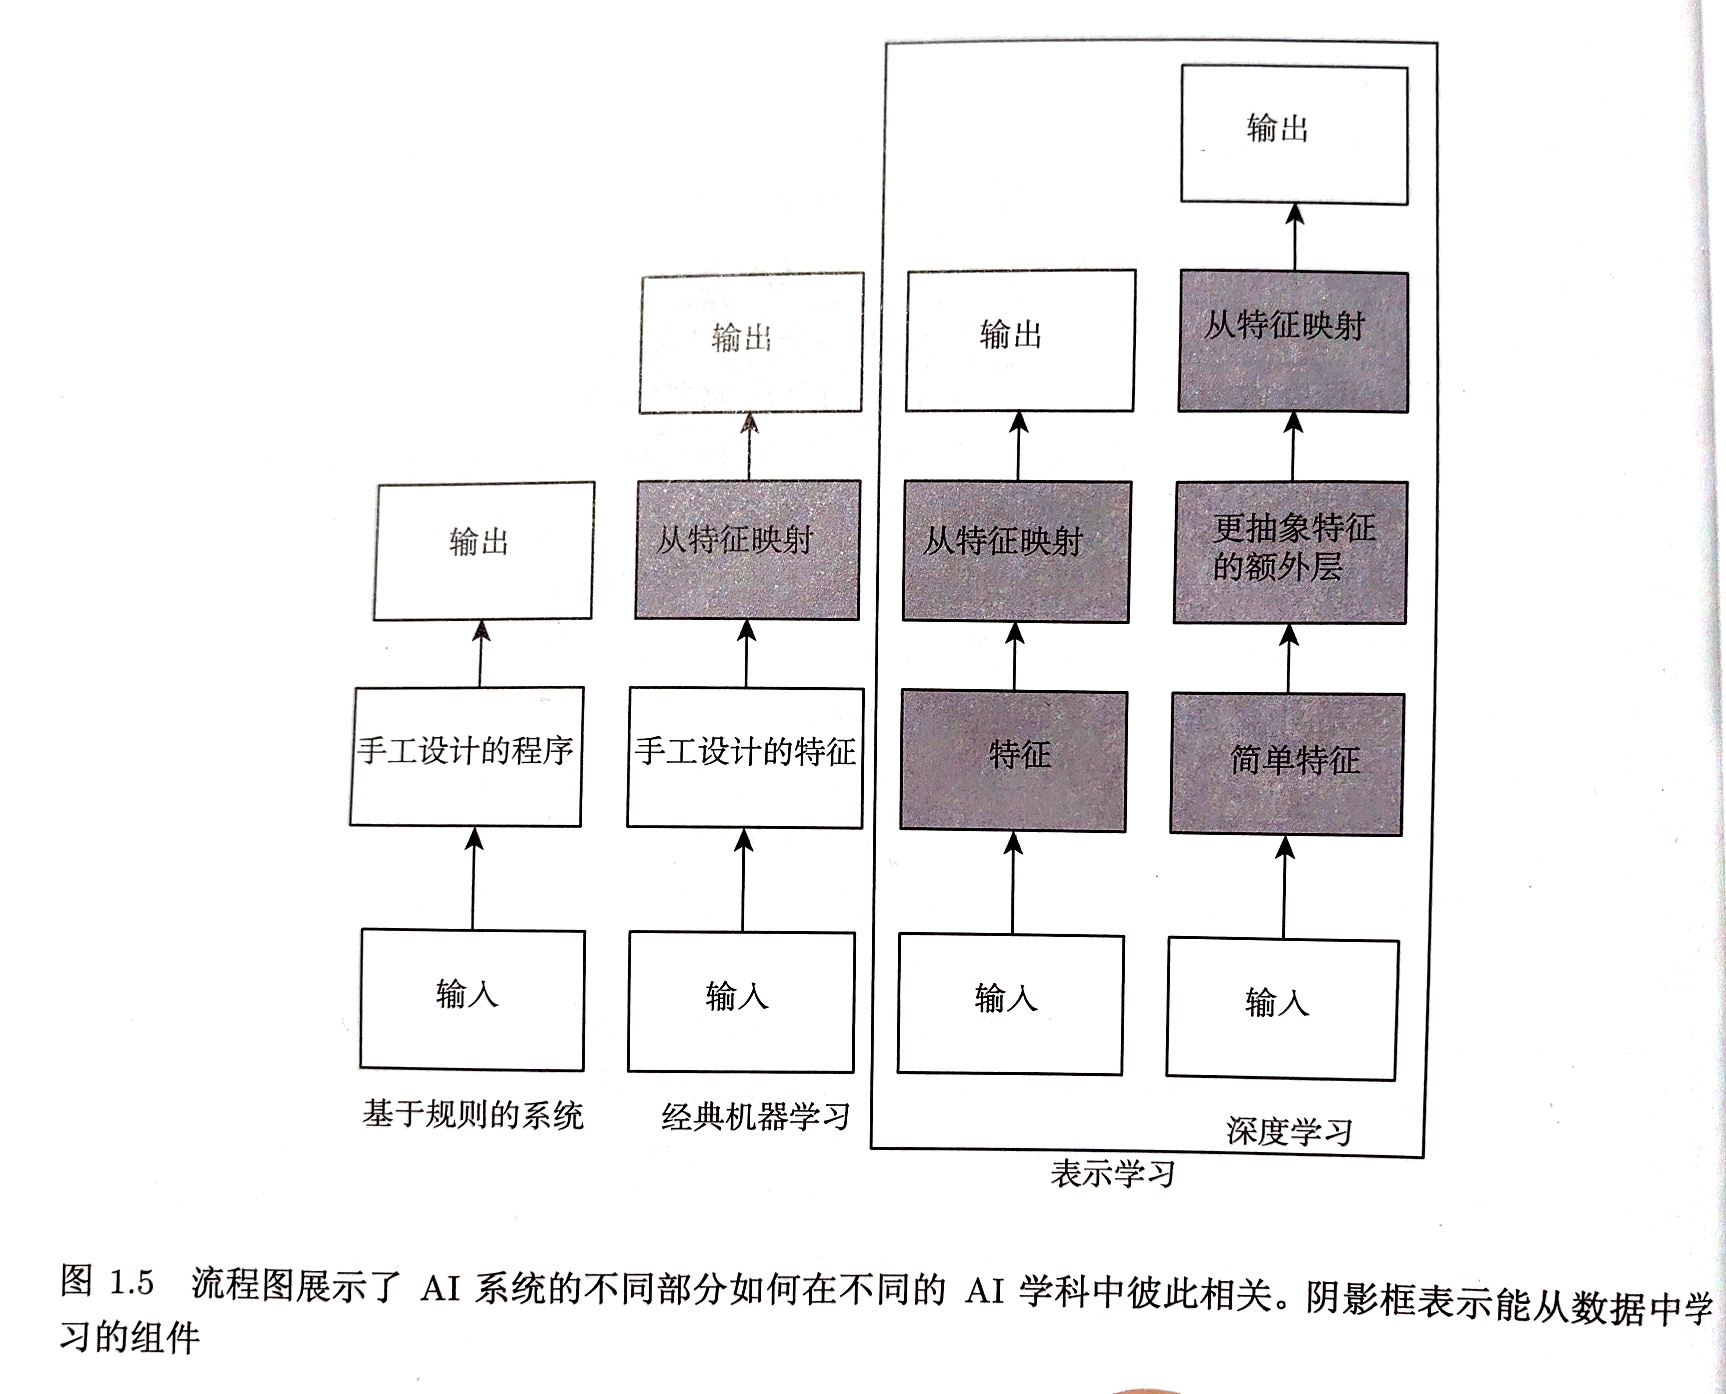 输出
输出
输出
从特征映射
输出
从特征映射
从特征映射
更抽象特征
的额外层
手工设计的程序
手工设计的特征
特征
简单特征
输入
输入
输入
输入
基于规则的系统
经典机器学习
深度学习
表示学习
图 1.5 流程图展示了 AI 系统的不同部分如何在不同的 AI 学科中彼此相关。阴影框表示能从数据中学
习的组件